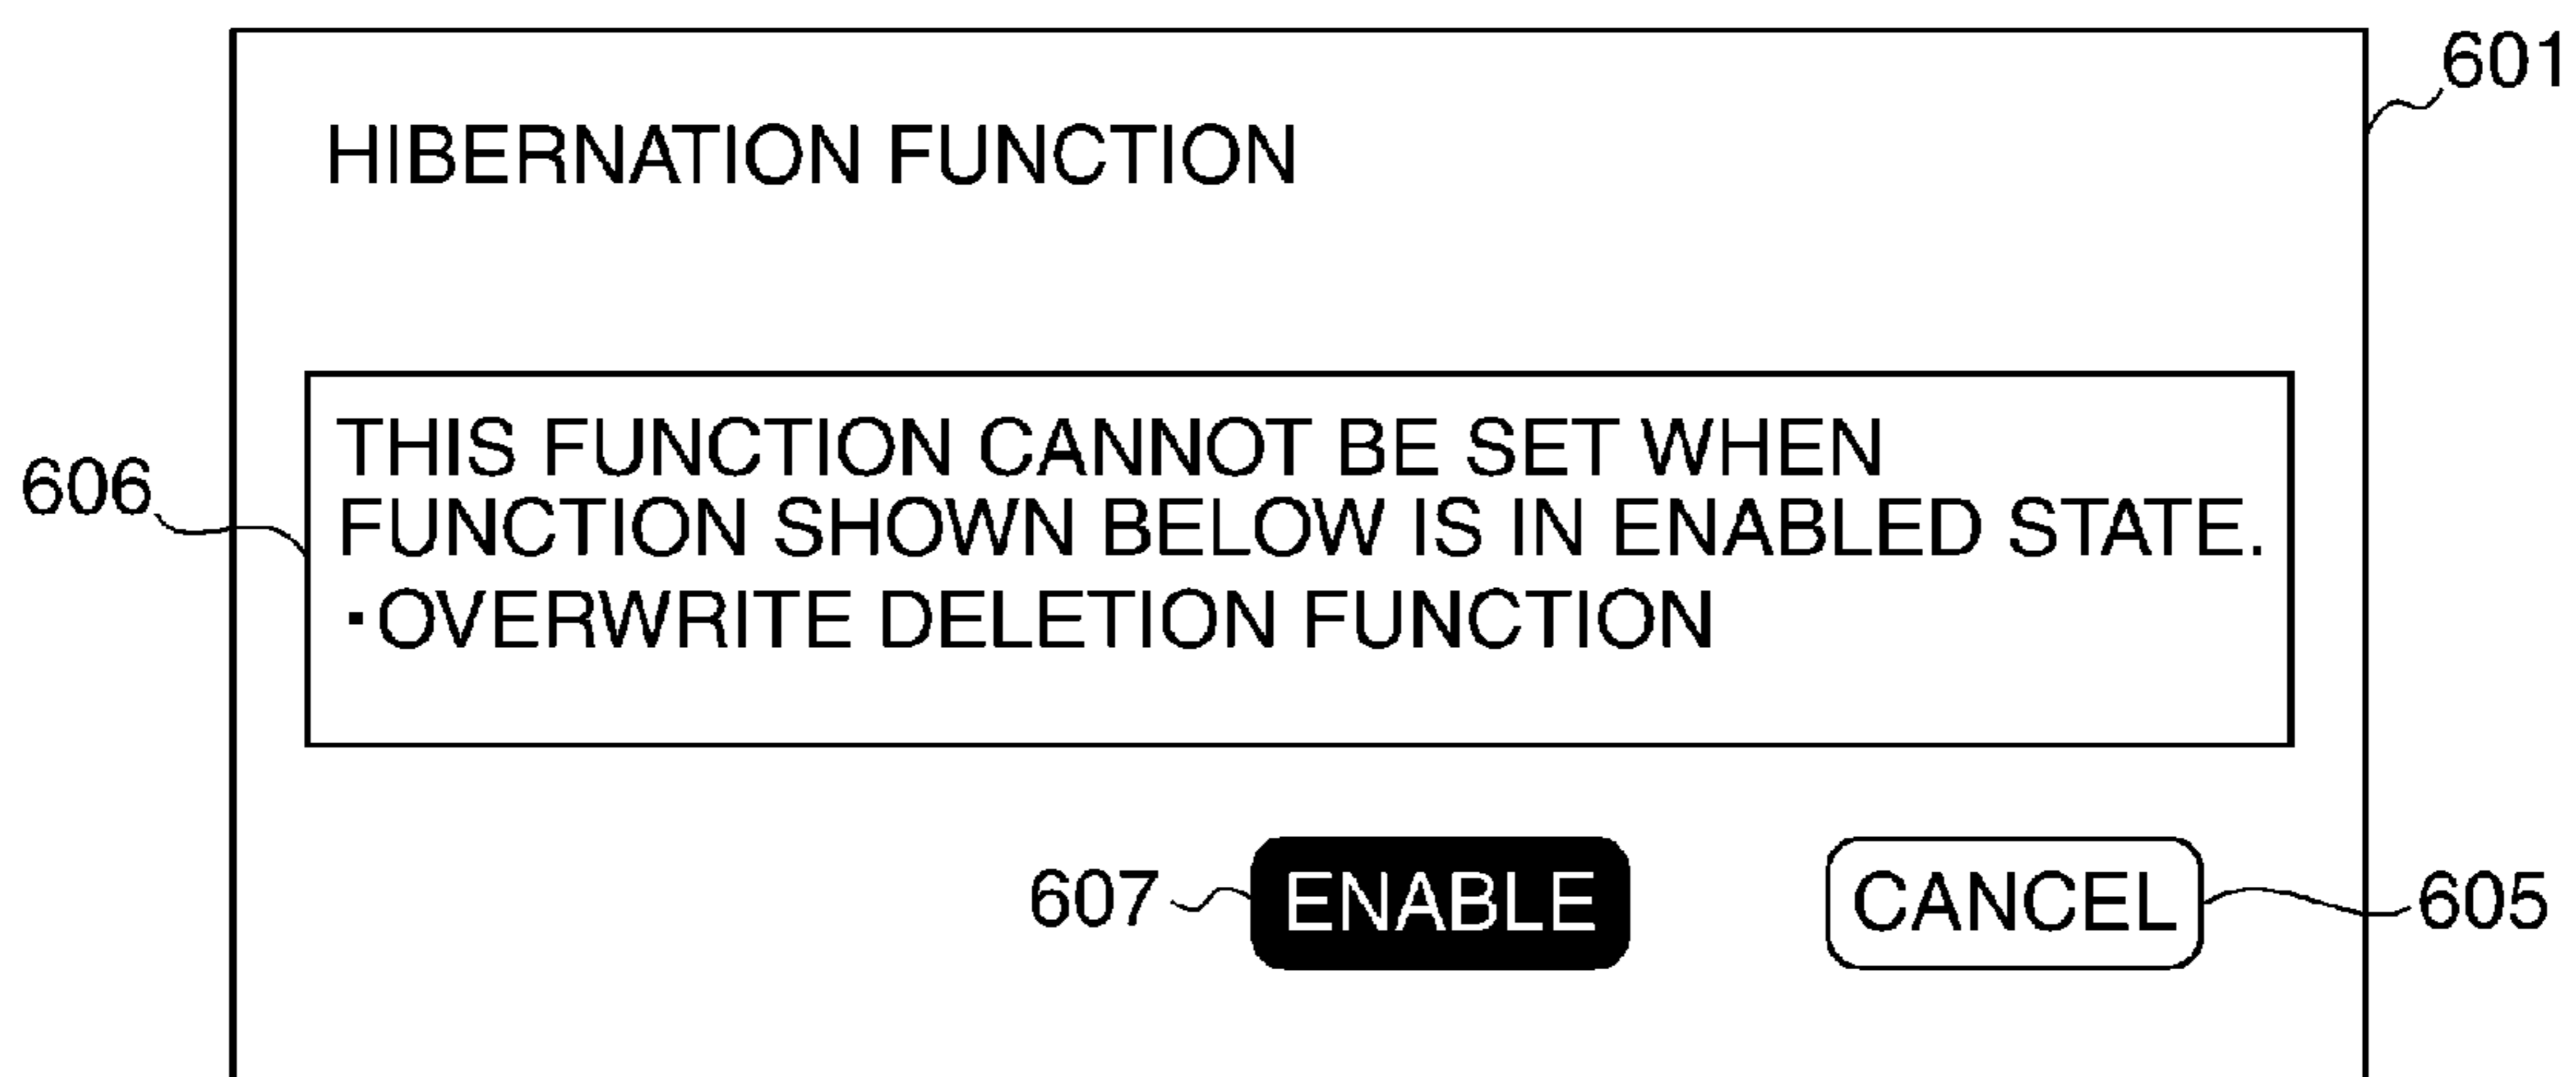 601
HIBERNATION FUNCTION
606
THIS FUNCTION CANNOT BE SET WHEN
FUNCTION SHOWN BELOW IS IN ENABLED STATE.
▪OVERWRITE DELETION FUNCTION
607 ENABLE CANCEL 605